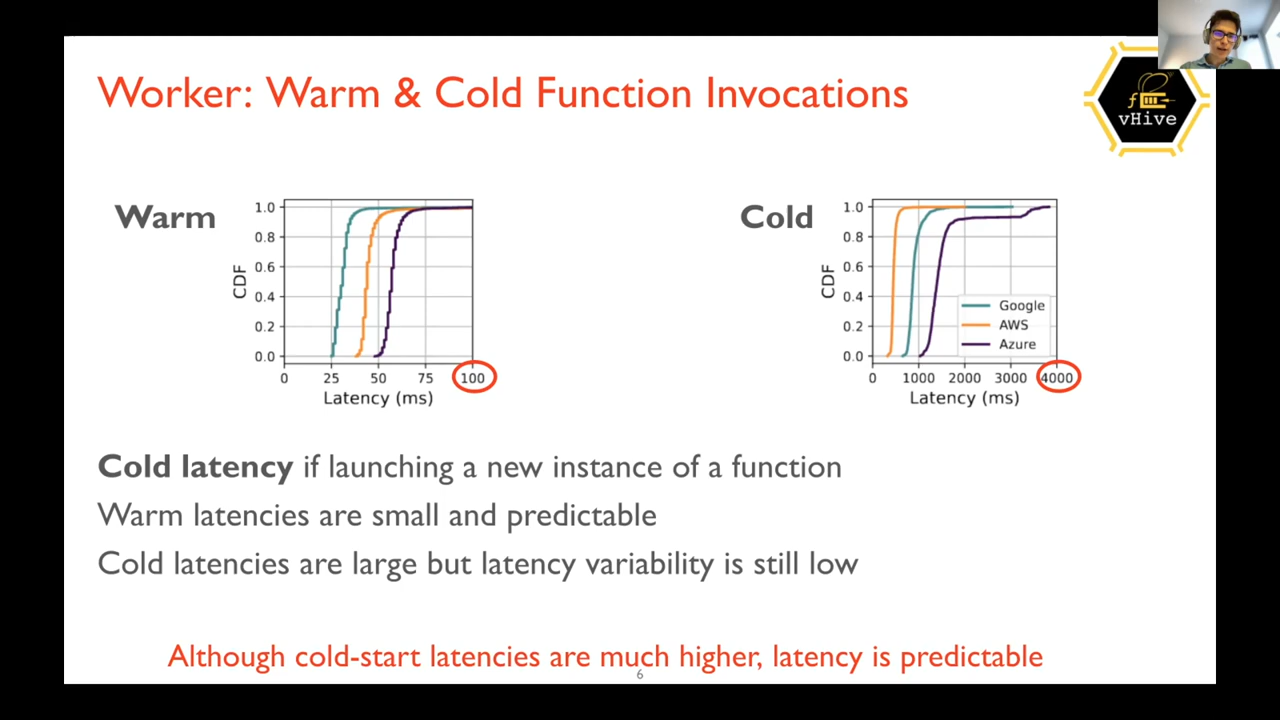 Worker: Warm & Cold Function Invocations
f
vHive
Warm
CDF
1.0
0.8
0.6
0.4
0.2
0.0
0 25 50 75 100
Latency (ms)
Cold
CDF
1.0
0.8
0.6
0.4
0.2
0.0
Google
AWS
Azure
0 1000 2000 3000 4000
Latency (ms)
Cold latency if launching a new instance of a function
Warm latencies are small and predictable
Cold latencies are large but latency variability is still low
Although cold-start latencies are much higher, latency is predictable
6